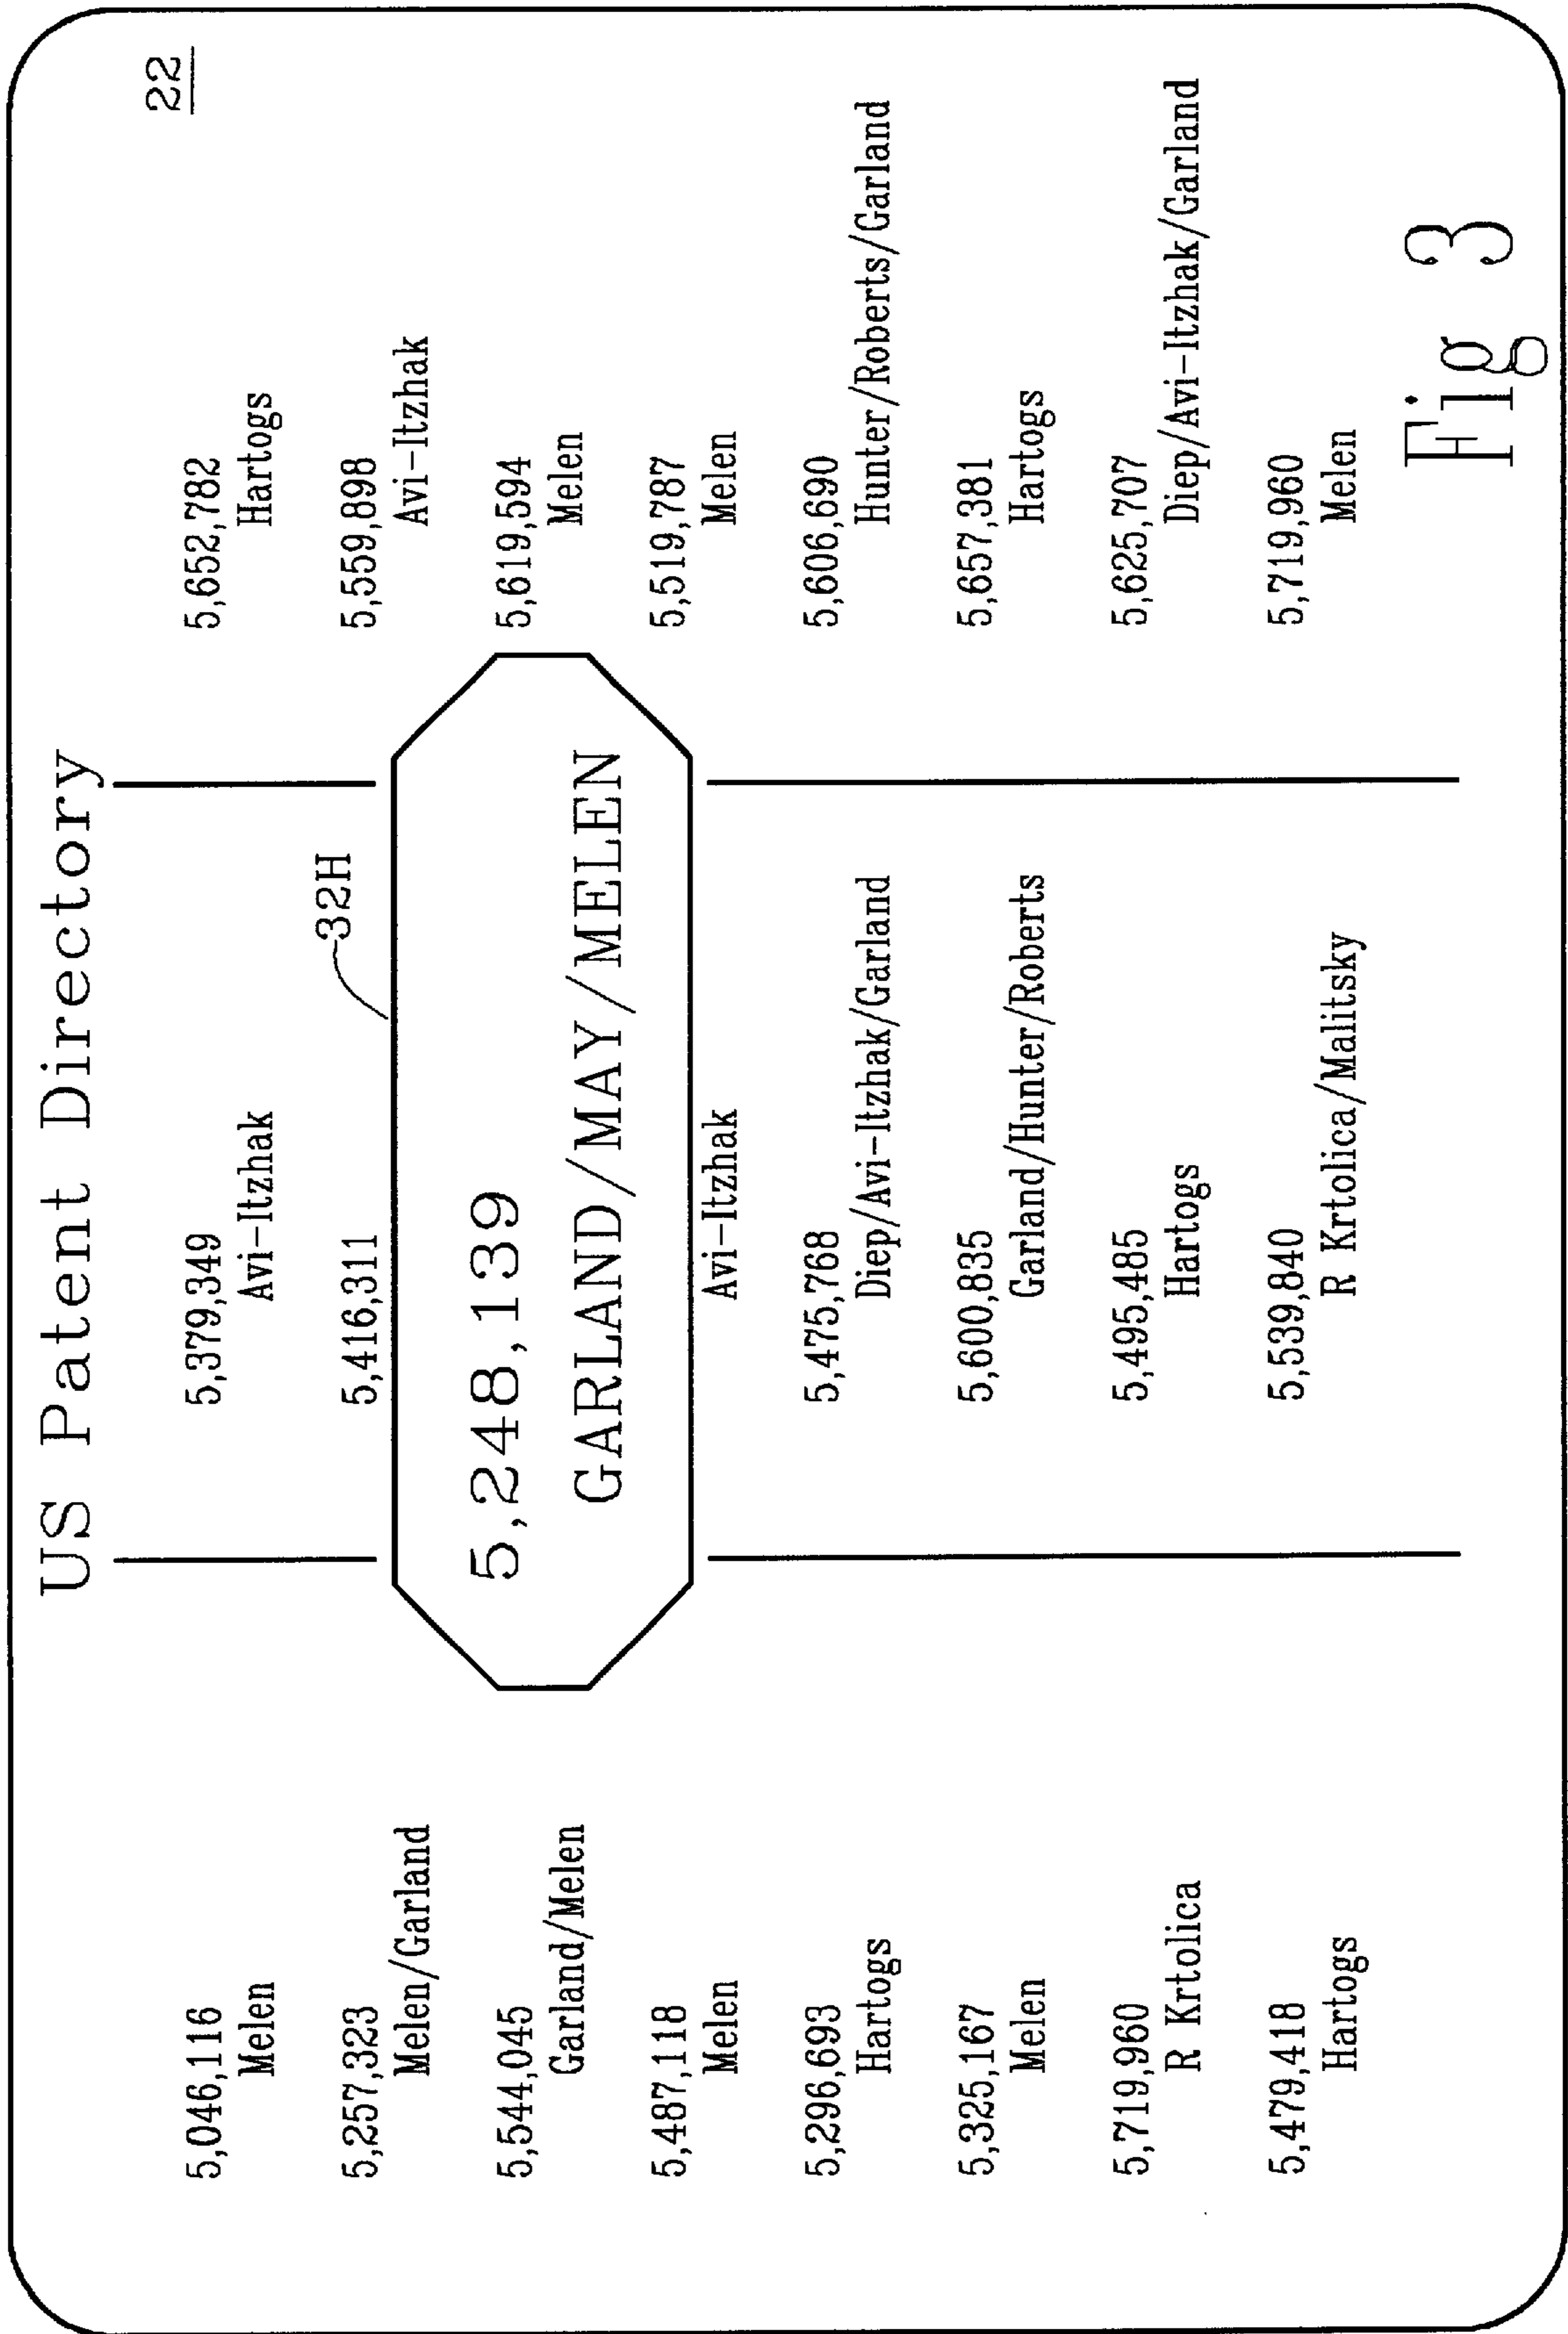 US Patent Directory
22
5,046,116
Melen
5,257,323
Melen/Garland
5,544,045
Garland/Melen
5,487,118
Melen
5,296,693
Hartogs
5,325,167
Melen
5,719,960
R Krtolica
5,479,418
Hartogs
5,379,349
Avi-Itzhak
5,416,311
32H
5,248,139
GARLAND/MAY/MELEN
Avi-Itzhak
5,475,768
Diep/Avi-Itzhak/Garland
5,600,835
Garland/Hunter/Roberts
5,495,485
Hartogs
5,539,840
R Krtolica/Malitsky
5,652,782
Hartogs
5,559,898
Avi-Itzhak
5,619,594
Melen
5,519,787
Melen
5,606,690
Hunter/Roberts/Garland
5,657,381
Hartogs
5,625,707
Diep/Avi-Itzhak/Garland
5,719,960
Melen
Fig 3